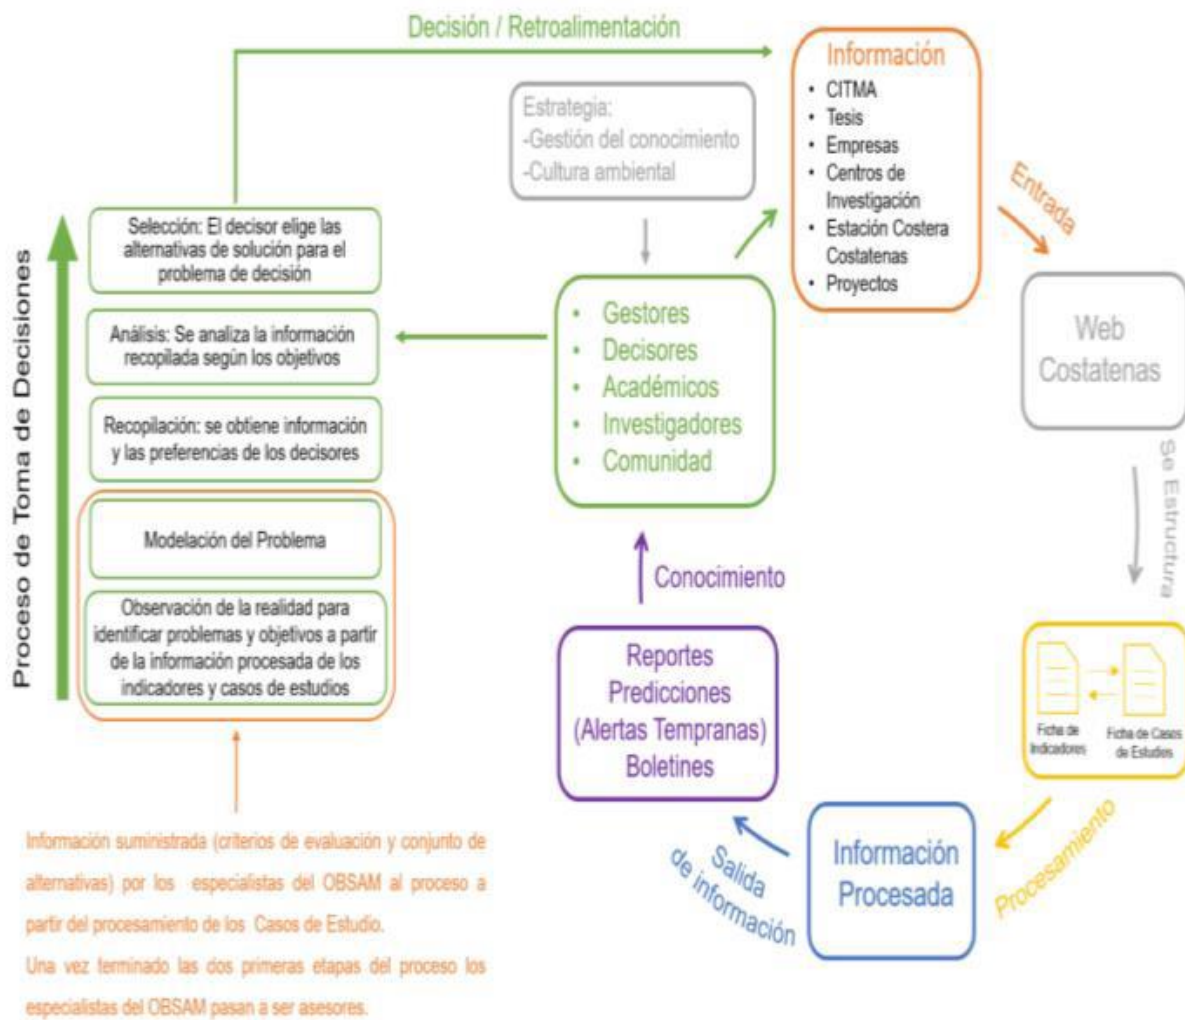 Decisión / Retroalimentación
Información
• CITMA
• Tesis
• Empresas
• Centros de
Investigación
• Estación Costera
Costatenas
• Proyectos
Estrategia:
-Gestión del conocimiento
-Cultura ambiental
Entrada
Proceso de Toma de Decisiones
Selección: El decisor elige las
alternativas de solución para el
problema de decisión
Análisis: Se analiza la información
recopilada según los objetivos
Recopilación: se obtiene información
y las preferencias de los decisores
Modelación del Problema
Observación de la realidad para
identificar problemas y objetivos a partir
de la información procesada de los
indicadores y casos de estudios
• Gestores
• Decisores
• Académicos
• Investigadores
• Comunidad
Web
Costatenas
Se Estructura
Conocimiento
Reportes
Predicciones
(Alertas Tempranas)
Boletines
Ficha de
Indicadores
Ficha de Casos
de Estudies
Procesamiento
Información
Procesada
Salida
de información
Información suministrada (criterios de evaluación y conjunto de
alternativas) por los especialistas del OBSAM al proceso a
partir del procesamiento de los Casos de Estudio.
Una vez terminado las dos primeras etapas del proceso los
especialistas del OBSAM pasan a ser asesores.